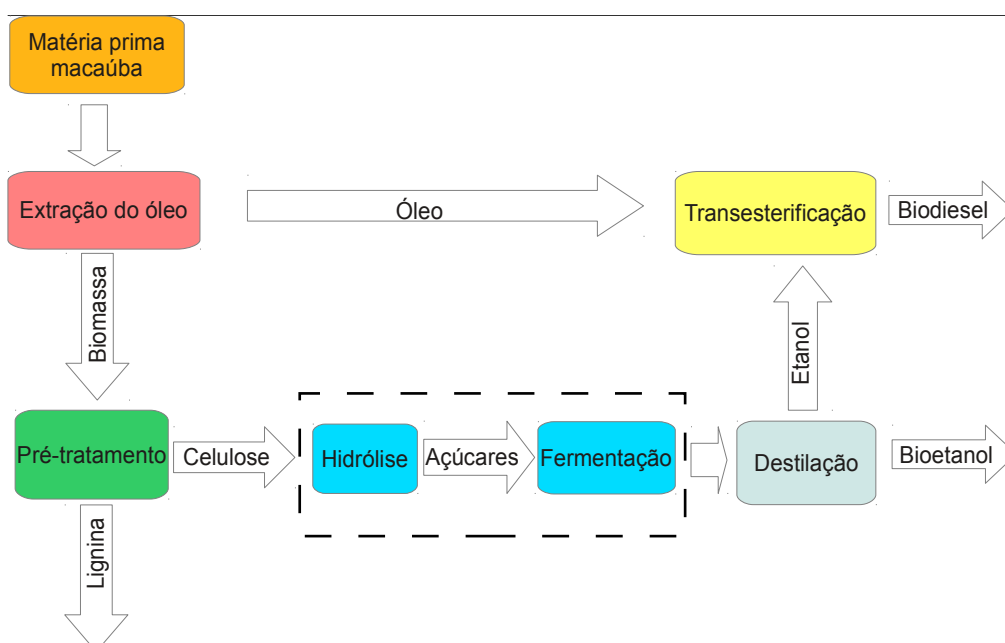 Matéria prima
macaúba
Extração do óleo
Óleo
Transesterificação
Biodiesel
Biomassa
Etanol
Pré-tratamento
Celulose
Hidrólise
Açúcares
Fermentação
Destilação
Bioetanol
Lignina